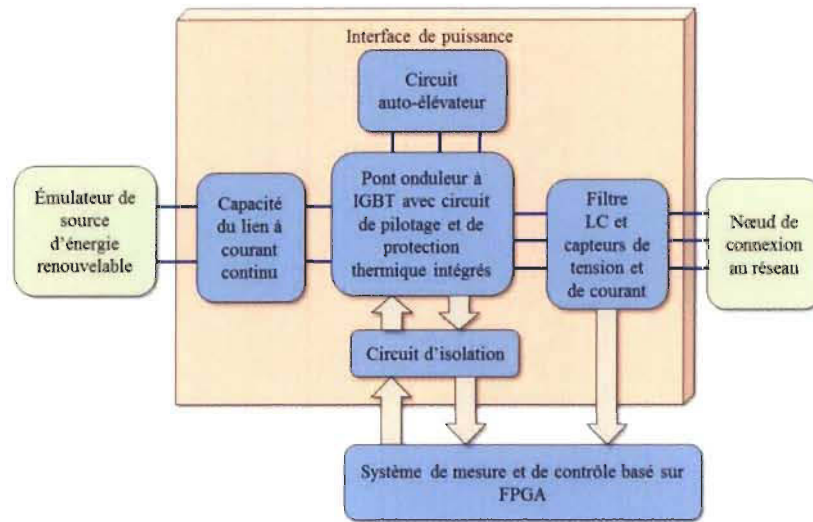 Interface de puissance
Circuit
auto-élévateur
Émulateur de
source
d'énergie
renouvelable
Capacité
du lien à
courant
continu
Pont onduleur à
IGBT avec circuit
de pilotage et de
protection
thermique intégrés
Filtre
LC et
capteurs de
tension et
de courant
Nœud de
connexion
au réseau
Circuit d'isolation
Système de mesure et de contrôle basé sur
FPGA